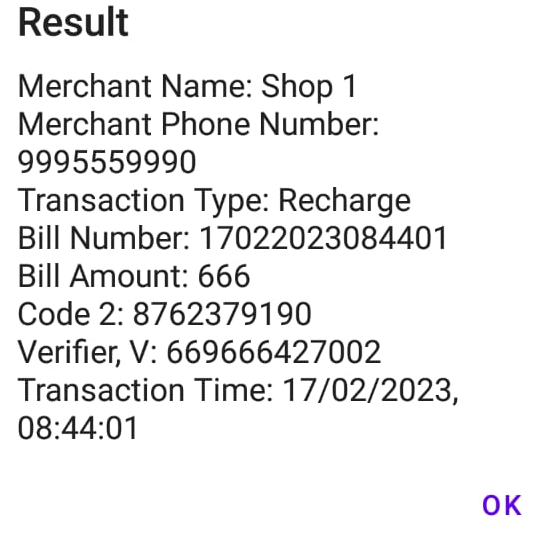 Result
Merchant Name: Shop 1
Merchant Phone Number:
9995559990
Transaction Type: Recharge
Bill Number: 17022023084401
Bill Amount: 666
Code 2: 8762379190
Verifier, V: 669666427002
Transaction Time: 17/02/2023,
08:44:01
OK